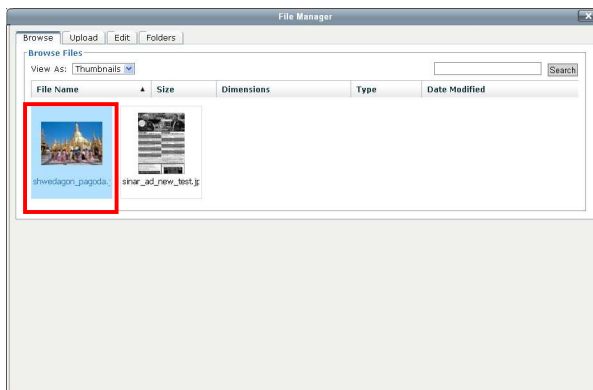 File Manager
Browse Upload Edit Folders
Browse Files
View As: Thumbnails Search
File Name Size Dimensions Type Date Modified
shwedagon_pagoda.j sinar_ad_new_test.jp